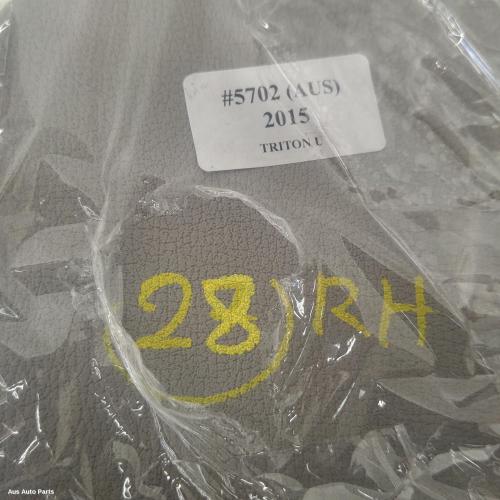 #5702 (AUS)
2015
TRITON U
28 RH
Aus Auto Parts